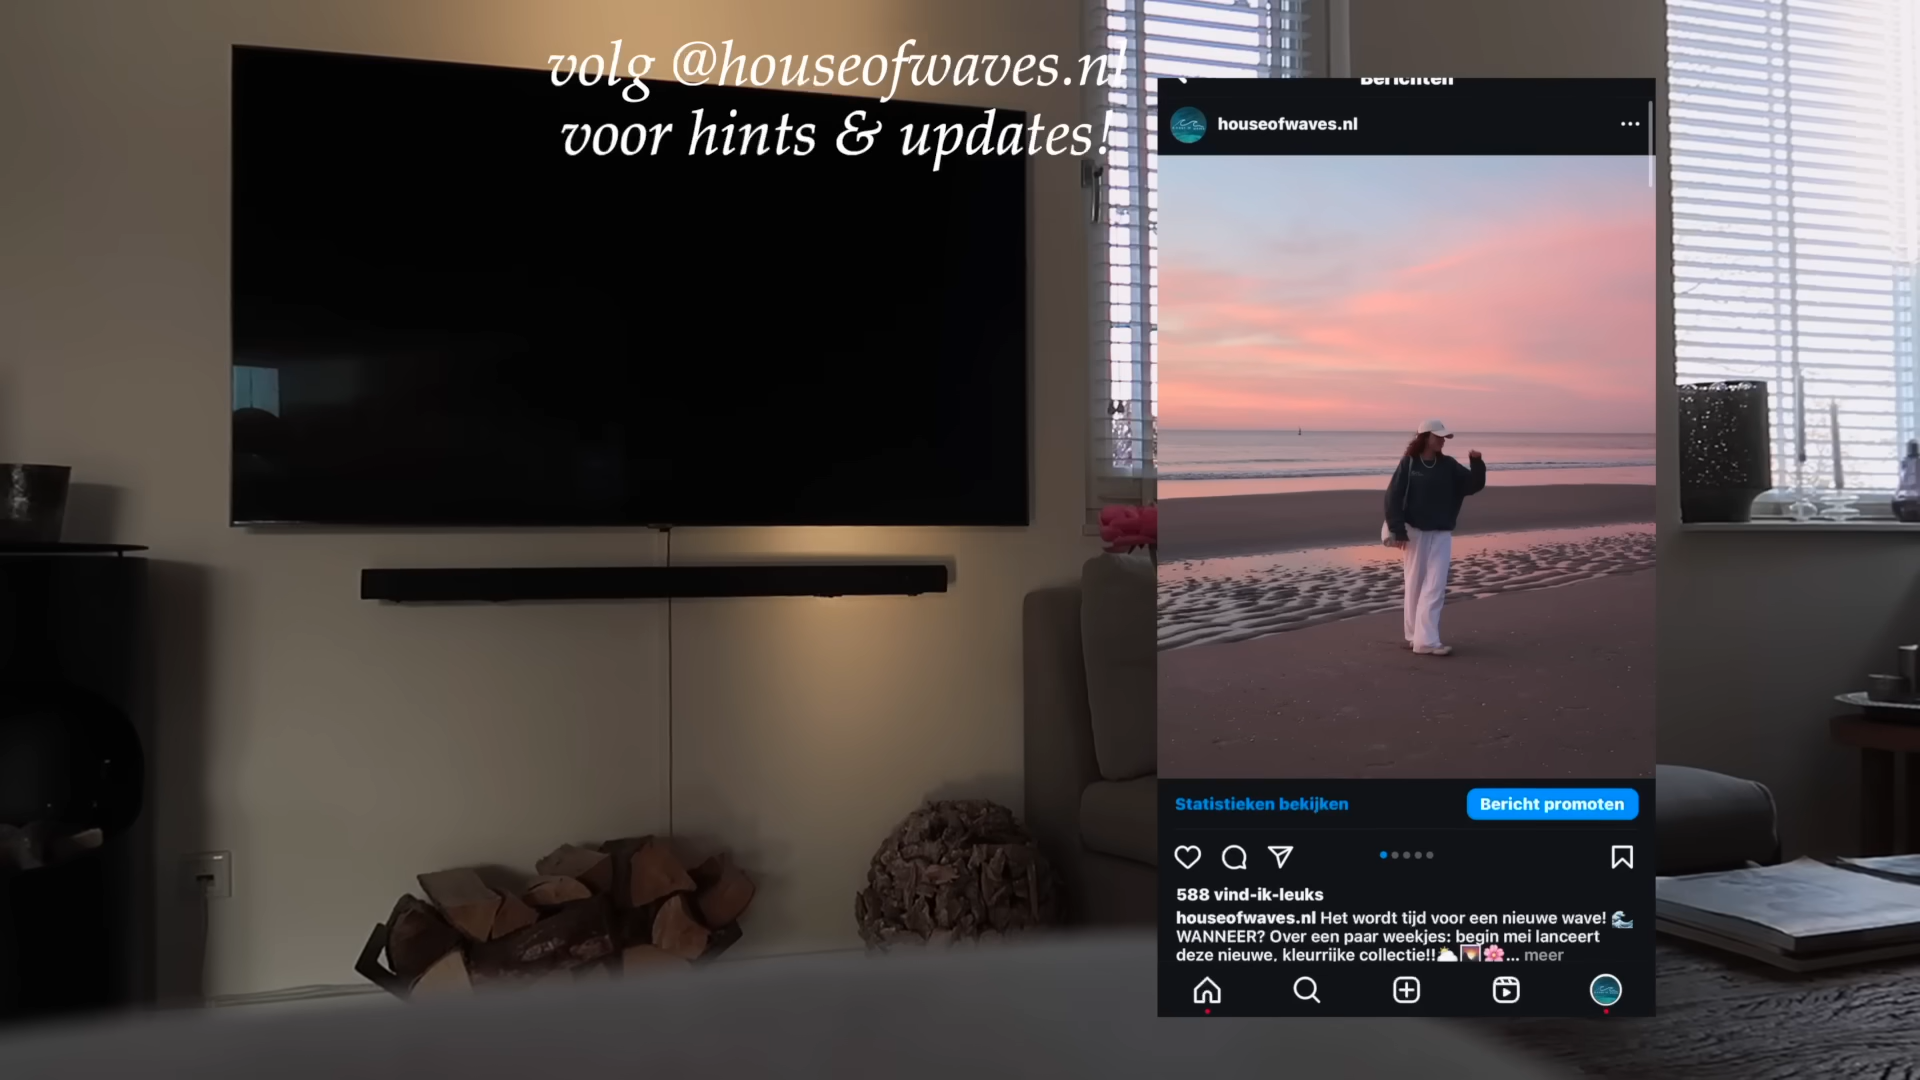 volg @houseofwaves.nl
voor hints & updates!
Berichten
houseofwaves.nl
Statistieken bekijken
Bericht promoten
588 vind-ik-leuks
houseofwaves.nl Het wordt tijd voor een nieuwe wave! 🌊
WANNEER? Over een paar weekjes: begin mei lanceert
deze nieuwe, kleurrijke collectie!!🌥️🌅🌸... meer